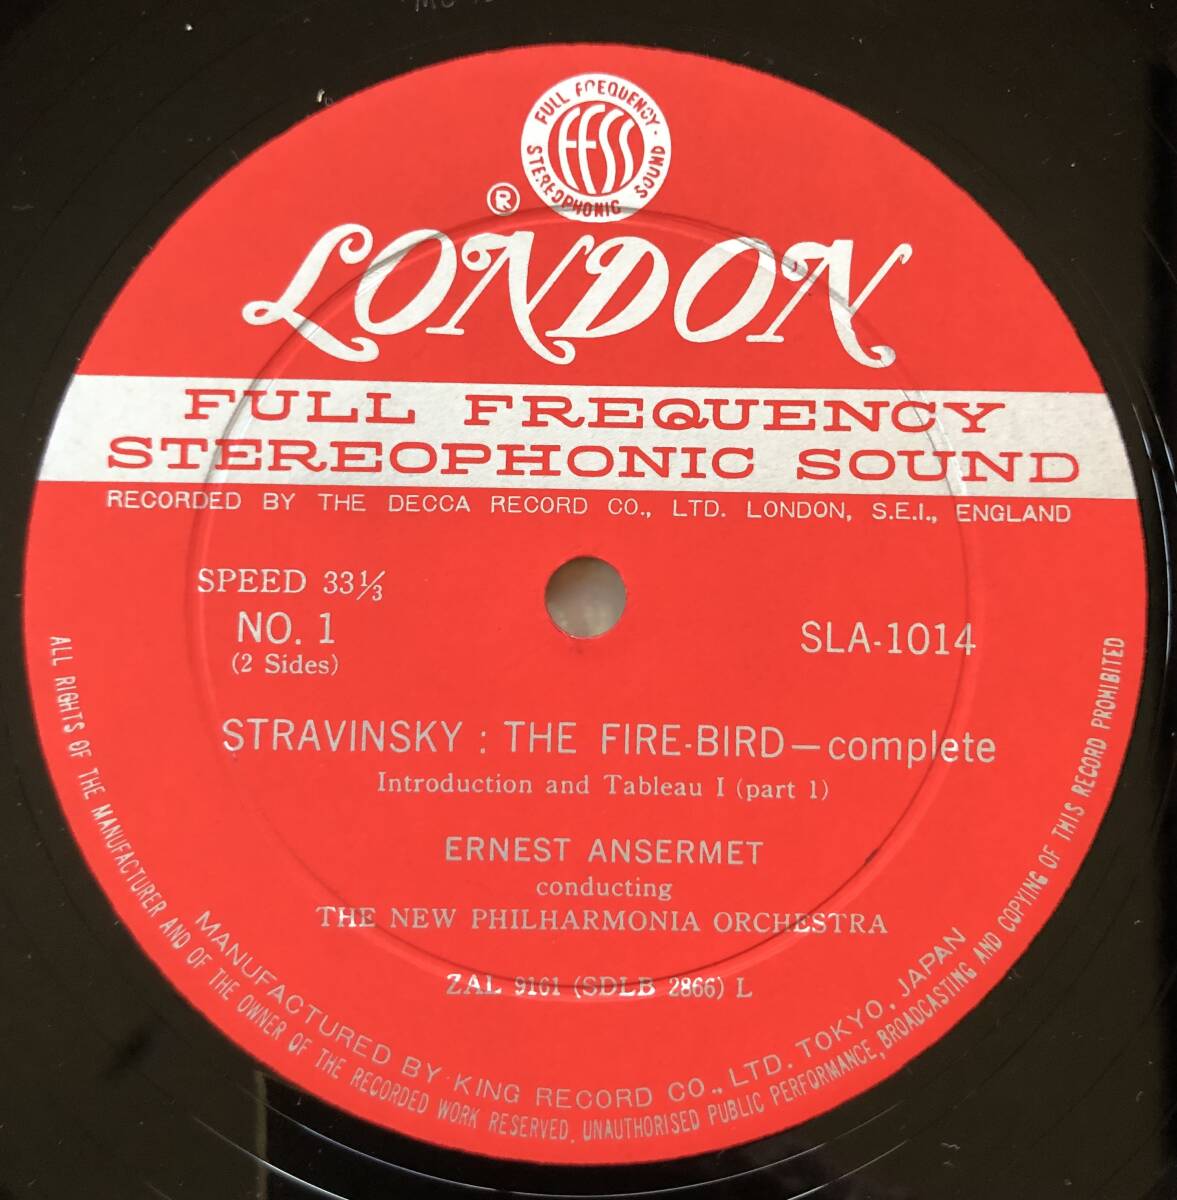 FULL FREQUENCY · STEREOPHONIC SOUND
FFSS
®
LONDON
FULL FREQUENCY
STEREOPHONIC SOUND
RECORDED BY THE DECCA RECORD CO., LTD. LONDON, S.E.I., ENGLAND
SPEED 33⅓
NO. 1
(2 Sides)
SLA-1014
STRAVINSKY : THE FIRE-BIRD—complete
Introduction and Tableau I (part 1)
ERNEST ANSERMET
conducting
THE NEW PHILHARMONIA ORCHESTRA
ZAL 9161 (SDLB 2866) L
MANUFACTURED BY KING RECORD CO., LTD. TOKYO, JAPAN
ALL RIGHTS OF THE MANUFACTURER AND OF THE OWNER OF THE RECORDED WORK RESERVED. UNAUTHORISED PUBLIC PERFORMANCE, BROADCASTING AND COPYING OF THIS RECORD PROHIBITED